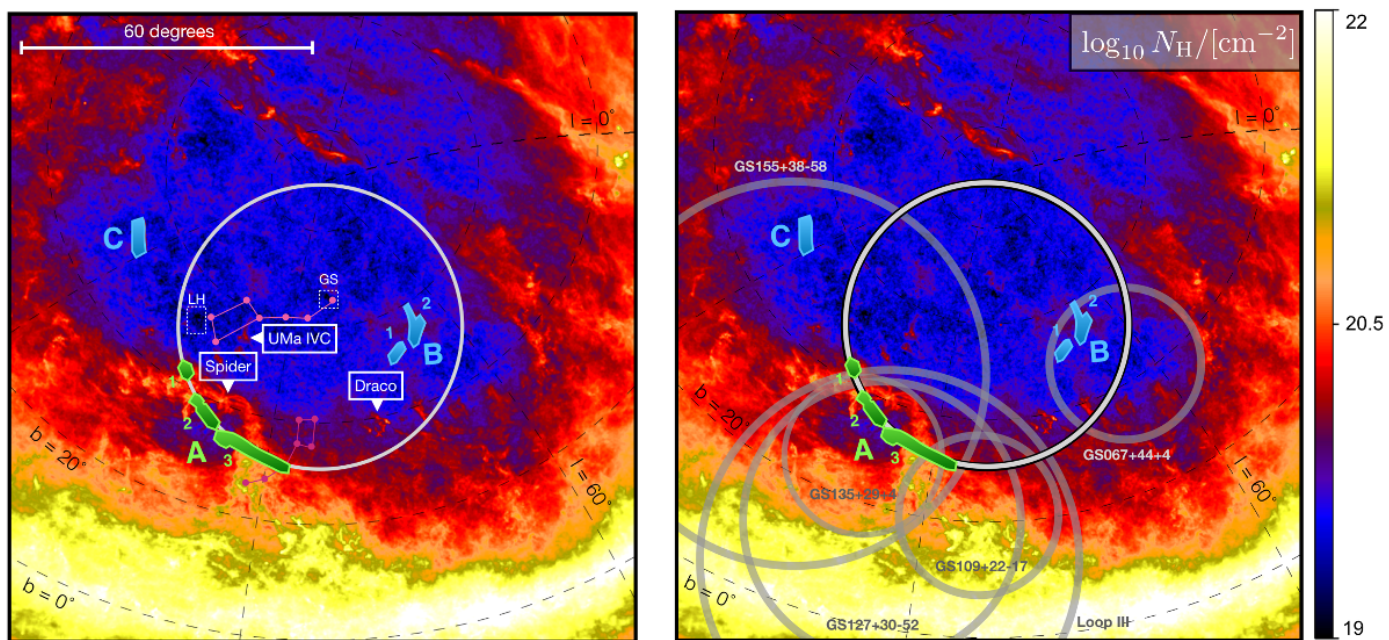 60 degrees
l = 0°
C
GS
LH
2
UMa IVC
1
B
Spider
1
Draco
2
b = 20°
A
3
l = 60°
b = 0°
log₁₀ N_H/[cm⁻²]
22
l = 0°
GS155+38-58
C
2
1
B
20.5
1
b = 20°
2
A
3
GS067+44+4
l = 60°
GS135+29+4
GS109+22-17
b = 0°
GS127+30-52
Loop III
19